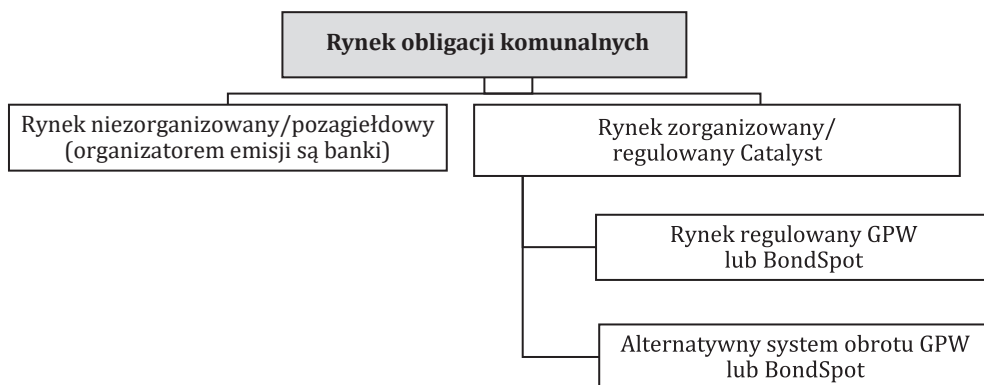 Rynek obligacji komunalnych
Rynek niezorganizowany/pozagiełdowy
(organizatorem emisji są banki)
Rynek zorganizowany/
regulowany Catalyst
Rynek regulowany GPW
lub BondSpot
Alternatywny system obrotu GPW
lub BondSpot